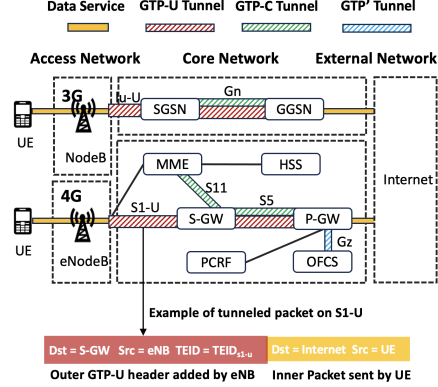 Data Service GTP-U Tunnel GTP-C Tunnel GTP’ Tunnel
Access Network Core Network External Network
3G Iu-U Gn
SGSN GGSN
UE
NodeB
MME HSS
Internet
4G S11
S1-U S5
S-GW P-GW
UE
eNodeB Gz
PCRF OFCS
Example of tunneled packet on S1-U
Dst = S-GW Src = eNB TEID = TEIDs1-u Dst = Internet Src = UE
Outer GTP-U header added by eNB Inner Packet sent by UE